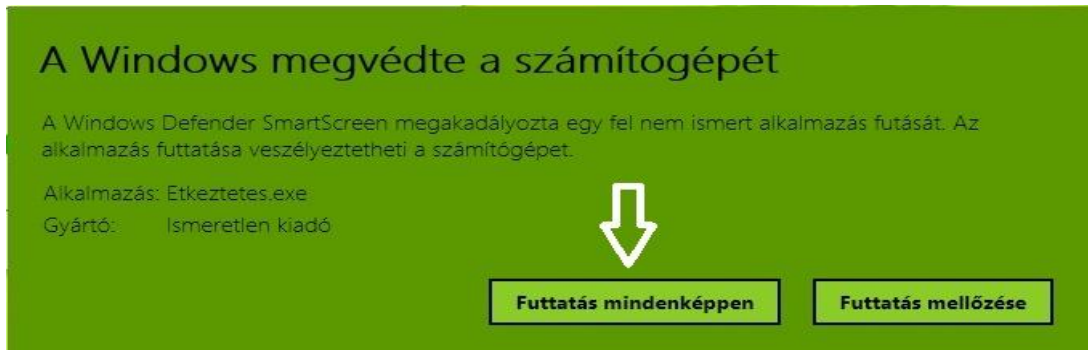 A Windows megvédte a számítógépét
A Windows Defender SmartScreen megakadályozta egy fel nem ismert alkalmazás futását. Az
alkalmazás futtatása veszélyeztetheti a számítógépet.
Alkalmazás: Etkeztetes.exe
Gyártó: Ismeretlen kiadó
Futtatás mindenképpen
Futtatás mellőzése